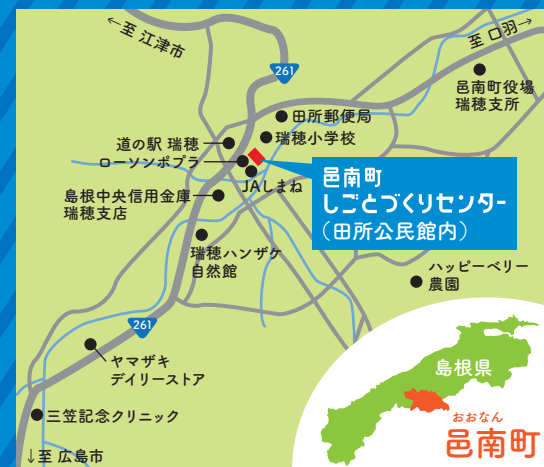 ←至 江津市
至 口羽→
261
邑南町役場
瑞穂支所
田所郵便局
瑞穂小学校
道の駅 瑞穂
ローソンポプラ
JAしまね
島根中央信用金庫
瑞穂支店
邑南町
しごとづくりセンター
（田所公民館内）
瑞穂ハンザケ
自然館
ハッピーベリー
農園
261
ヤマザキ
デイリーストア
三笠記念クリニック
↓至 広島市
島根県
おおなん
邑南町